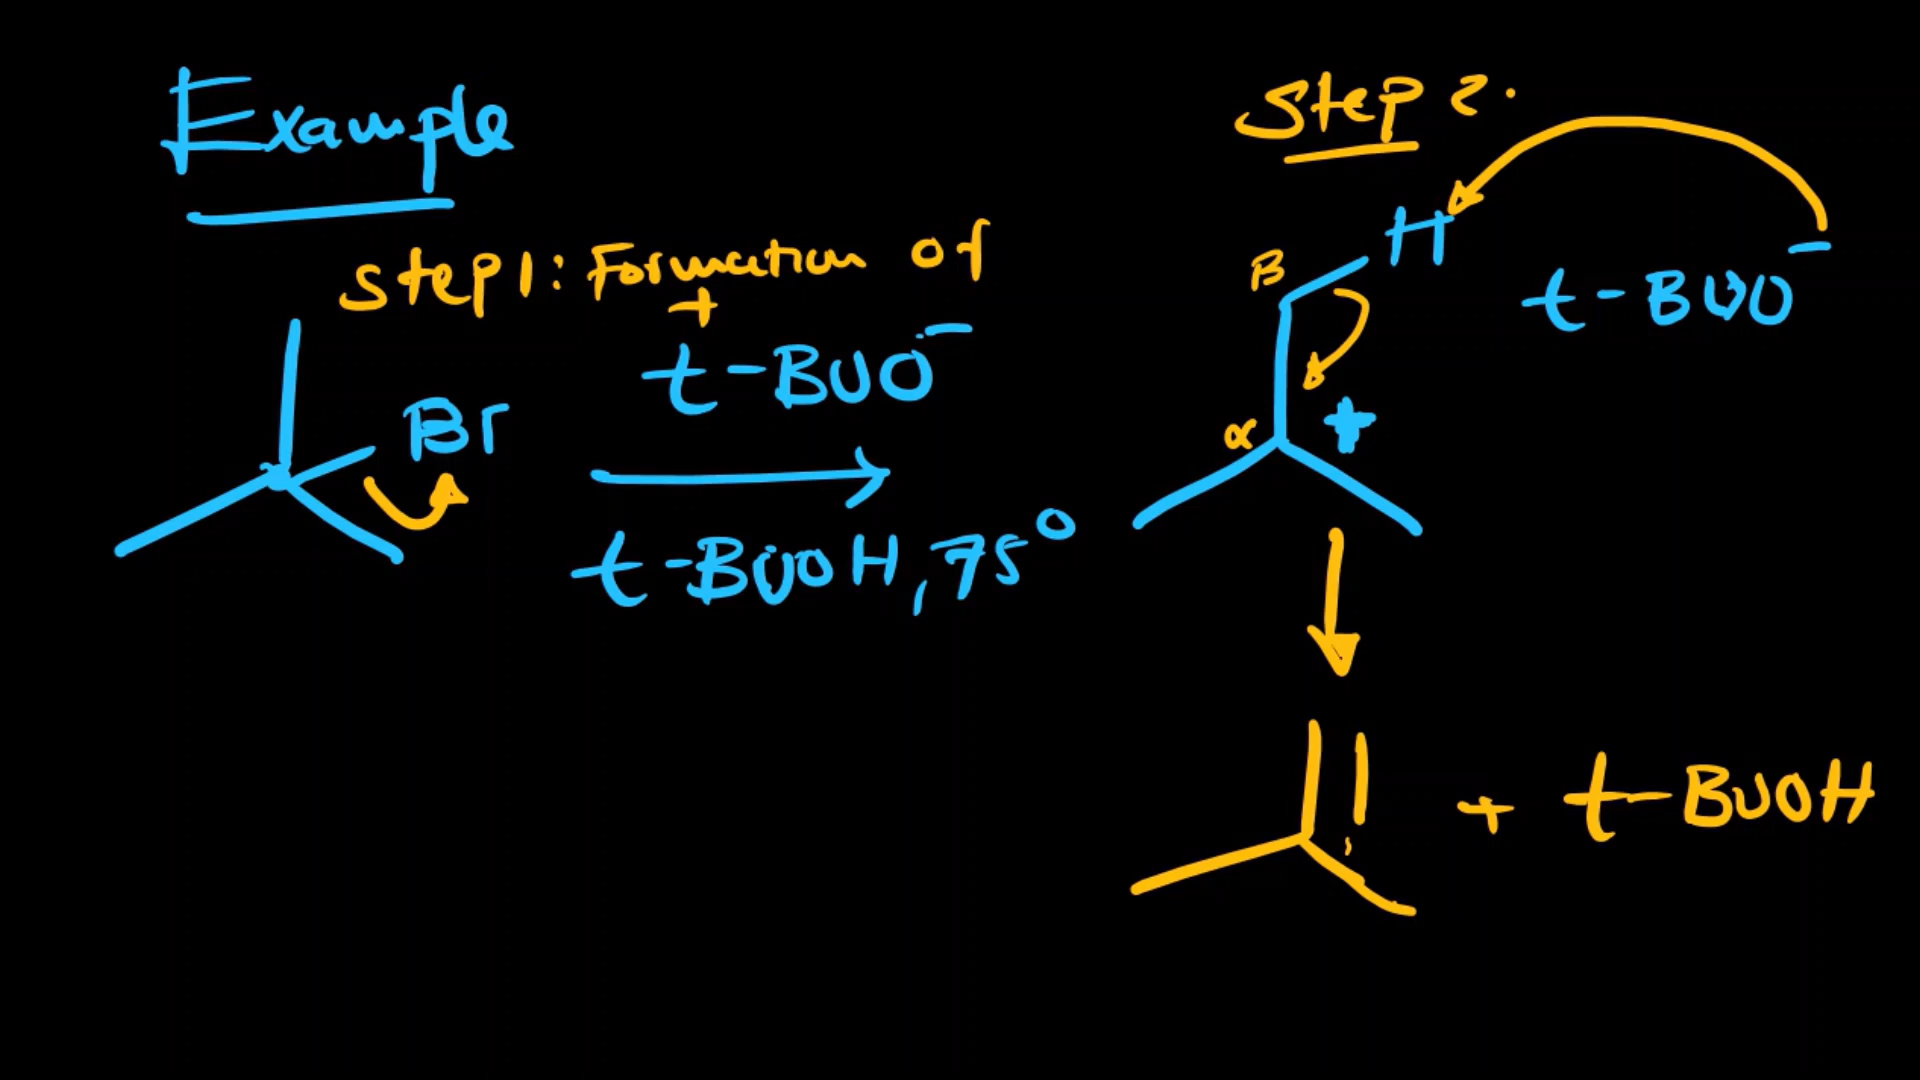 Example
Step 1: Formation of
+
t-BuO⁻
Br
t-BuOH, 75°
Step 2.
H
β
t-BuO⁻
α +
+ t-BuOH